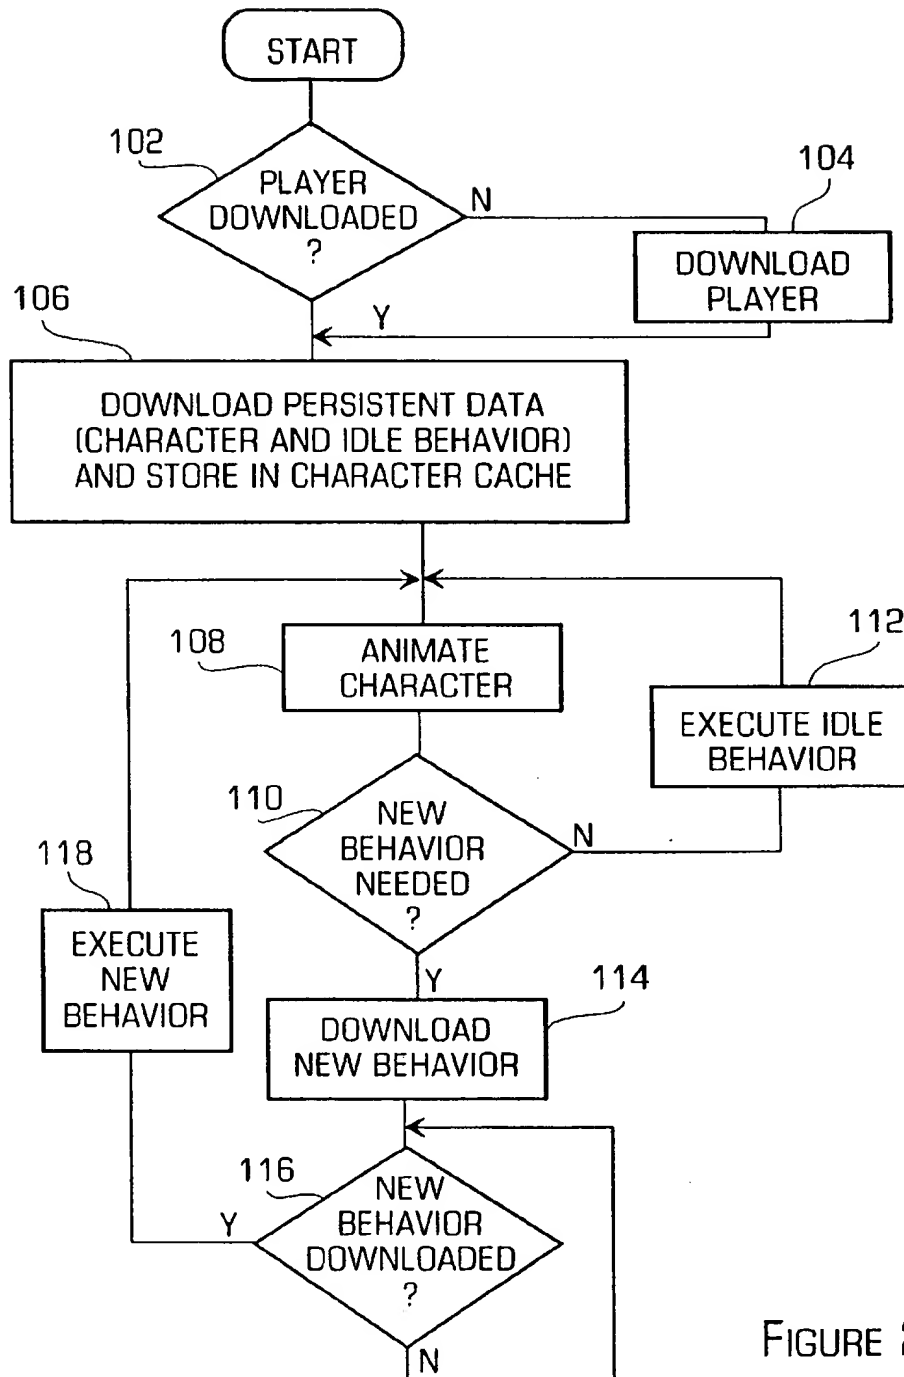 START
102
PLAYER
DOWNLOADED
?
N
104
DOWNLOAD
PLAYER
Y
106
DOWNLOAD PERSISTENT DATA
(CHARACTER AND IDLE BEHAVIOR)
AND STORE IN CHARACTER CACHE
108
ANIMATE
CHARACTER
112
EXECUTE IDLE
BEHAVIOR
110
NEW
BEHAVIOR
NEEDED
?
N
118
EXECUTE
NEW
BEHAVIOR
Y
114
DOWNLOAD
NEW BEHAVIOR
116
NEW
BEHAVIOR
DOWNLOADED
?
Y
N
FIGURE